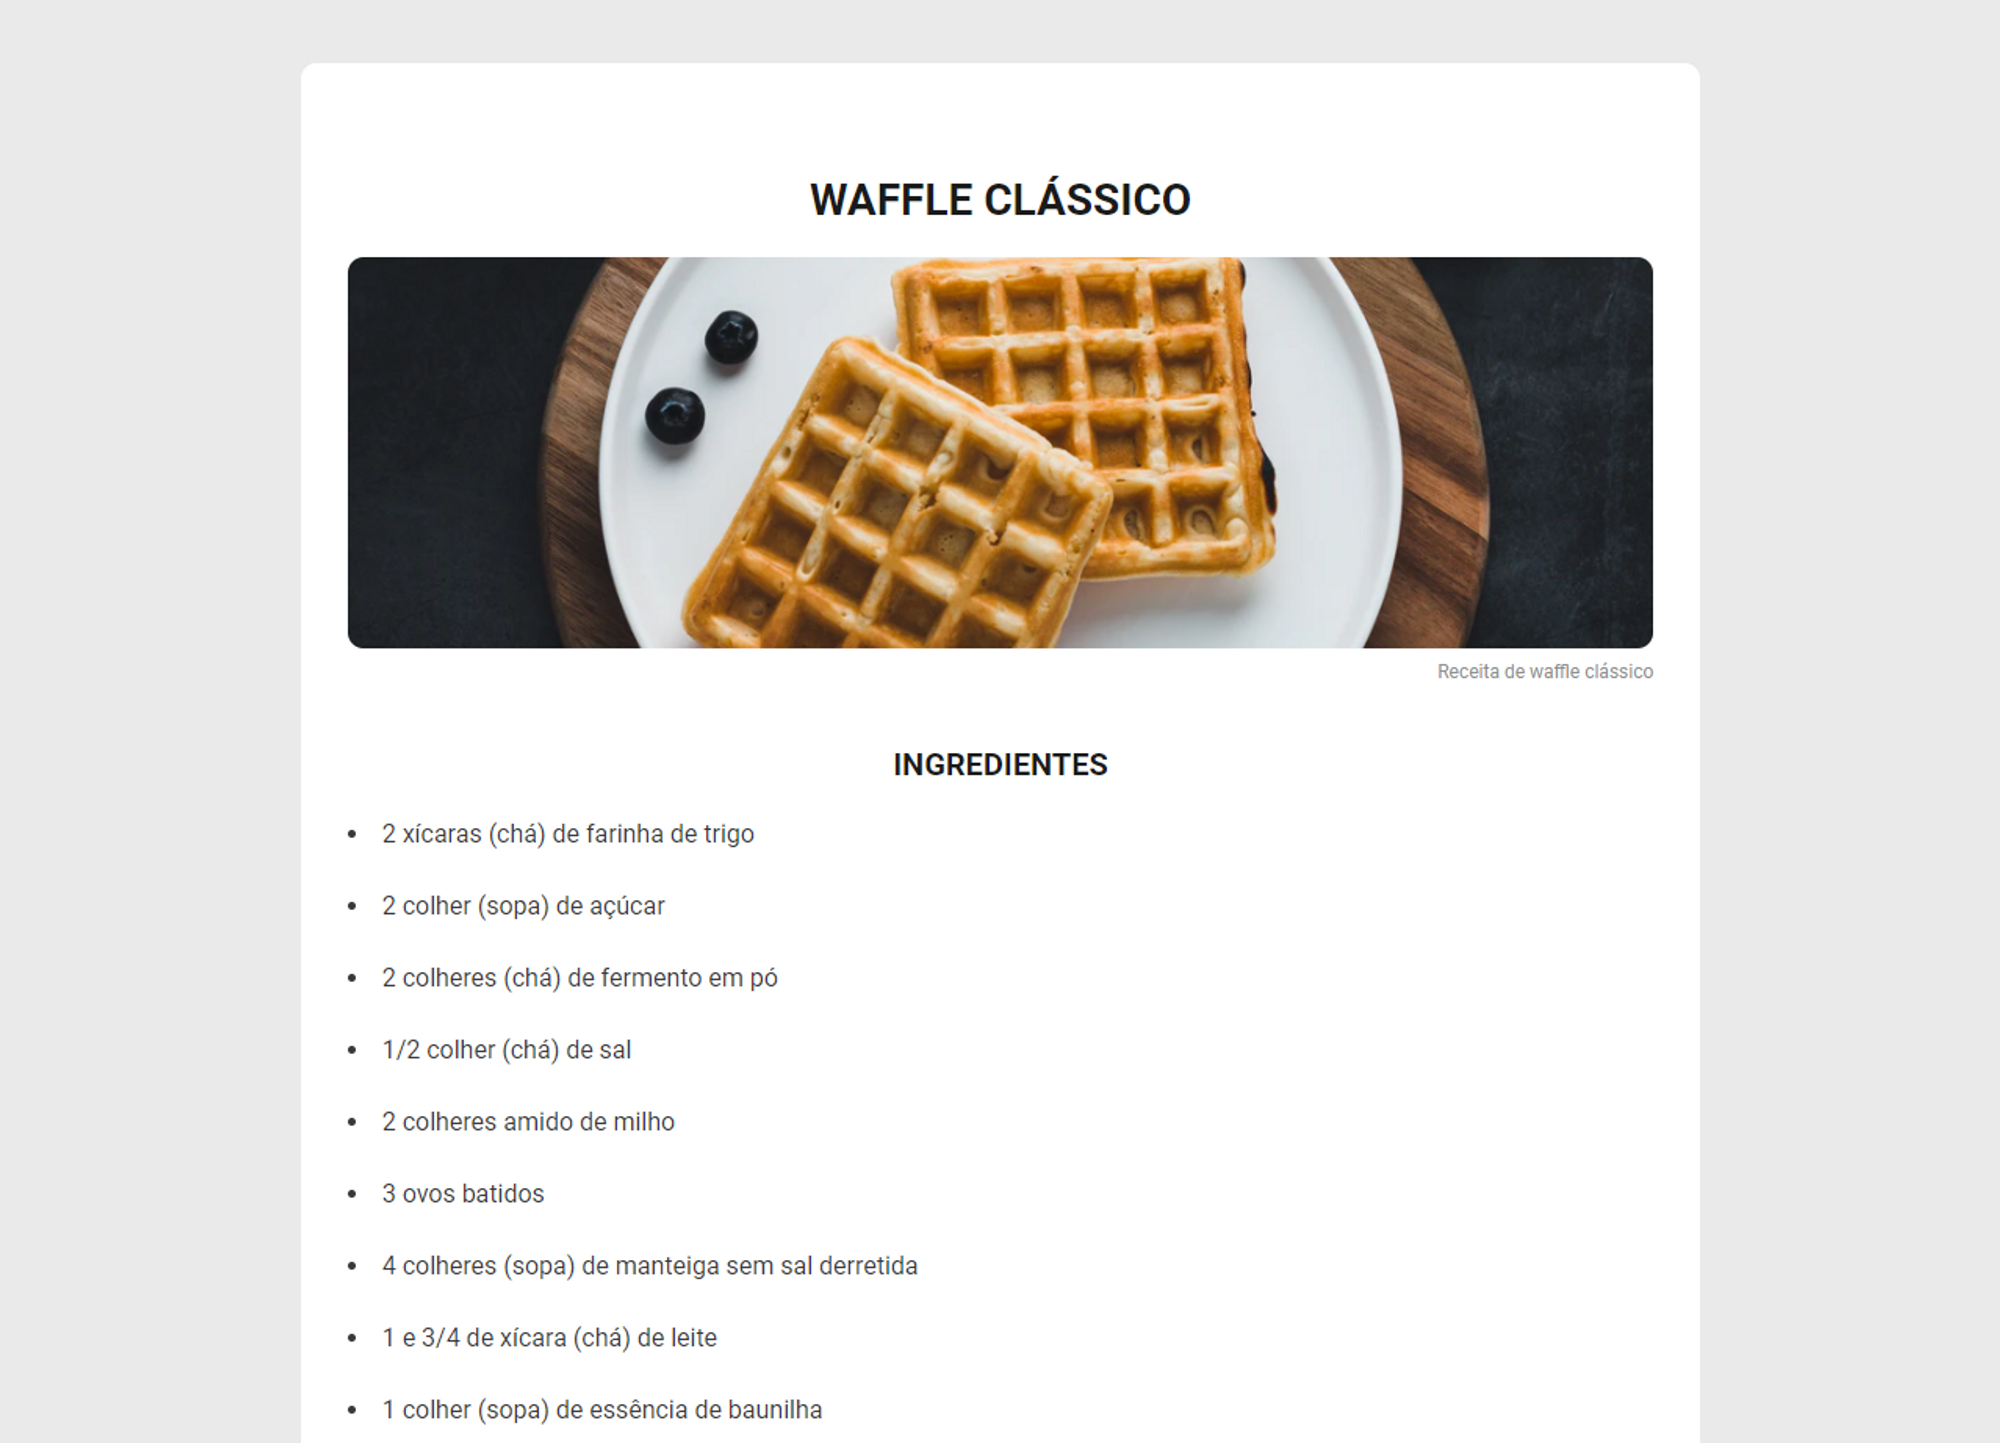 WAFFLE CLÁSSICO
Receita de waffle clássico
INGREDIENTES
2 xícaras (chá) de farinha de trigo
2 colher (sopa) de açúcar
2 colheres (chá) de fermento em pó
1/2 colher (chá) de sal
2 colheres amido de milho
3 ovos batidos
4 colheres (sopa) de manteiga sem sal derretida
1 e 3/4 de xícara (chá) de leite
1 colher (sopa) de essência de baunilha